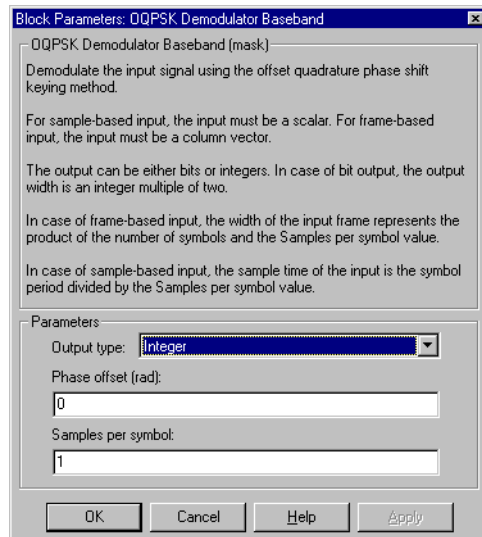 Block Parameters: OQPSK Demodulator Baseband
OQPSK Demodulator Baseband (mask)
Demodulate the input signal using the offset quadrature phase shift
keying method.
For sample-based input, the input must be a scalar. For frame-based
input, the input must be a column vector.
The output can be either bits or integers. In case of bit output, the output
width is an integer multiple of two.
In case of frame-based input, the width of the input frame represents the
product of the number of symbols and the Samples per symbol value.
In case of sample-based input, the sample time of the input is the symbol
period divided by the Samples per symbol value.
Parameters
Output type: Integer
Phase offset (rad):
0
Samples per symbol:
1
OK Cancel Help Apply